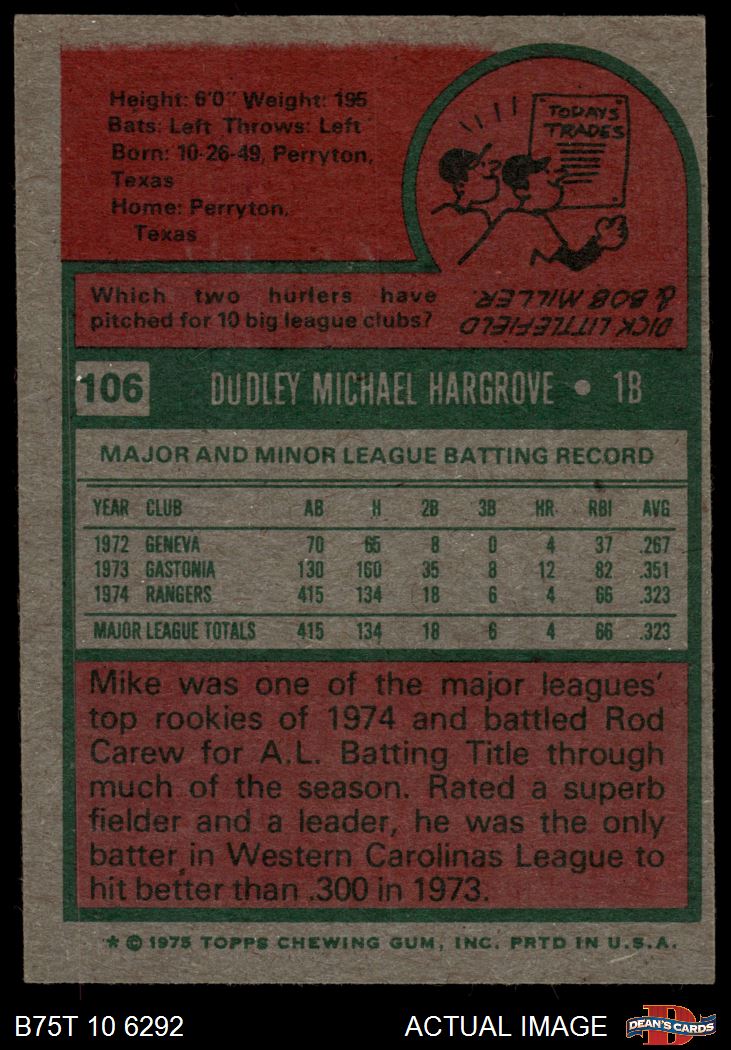 Height: 6'0" Weight: 195
Bats: Left Throws: Left
Born: 10-26-49, Perryton,
Texas
Home: Perryton,
Texas
TODAYS
TRADES
Which two hurlers have
pitched for 10 big league clubs?
DICK LITTLEFIELD
& BOB MILLER.
106 DUDLEY MICHAEL HARGROVE • 1B
MAJOR AND MINOR LEAGUE BATTING RECORD
YEAR CLUB AB H 2B 3B HR RBI AVG
1972 GENEVA 70 65 8 0 4 37 .267
1973 GASTONIA 130 160 35 8 12 82 .351
1974 RANGERS 415 134 18 6 4 66 .323
MAJOR LEAGUE TOTALS 415 134 18 6 4 66 .323
Mike was one of the major leagues'
top rookies of 1974 and battled Rod
Carew for A.L. Batting Title through
much of the season. Rated a superb
fielder and a leader, he was the only
batter in Western Carolinas League to
hit better than .300 in 1973.
* © 1975 TOPPS CHEWING GUM, INC. PRTD IN U.S.A.
B75T 10 6292 ACTUAL IMAGE
D
DEAN'S CARDS